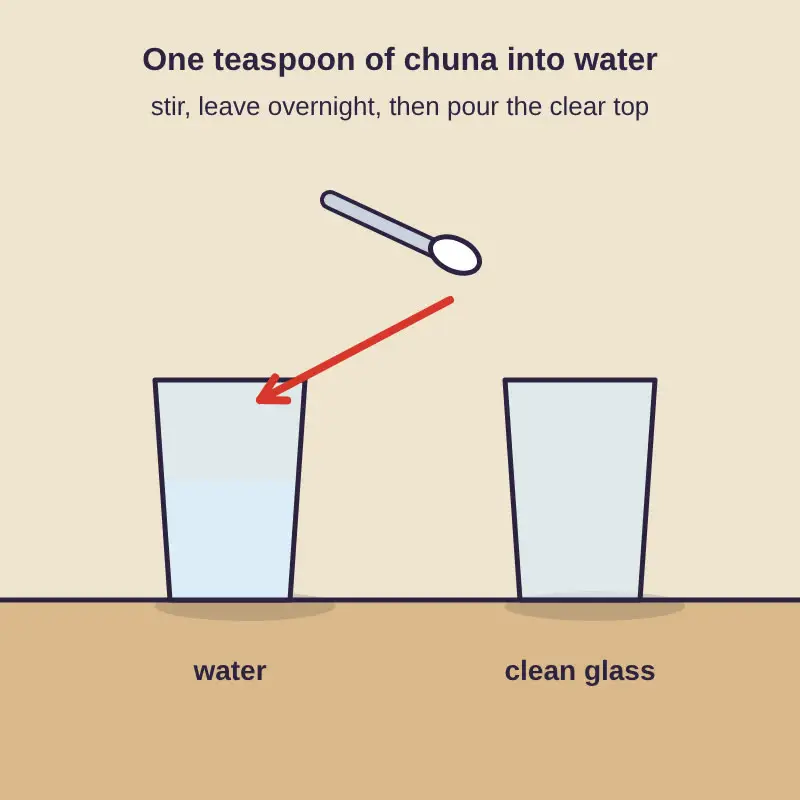 One teaspoon of chuna into water
stir, leave overnight, then pour the clear top
water
clean glass